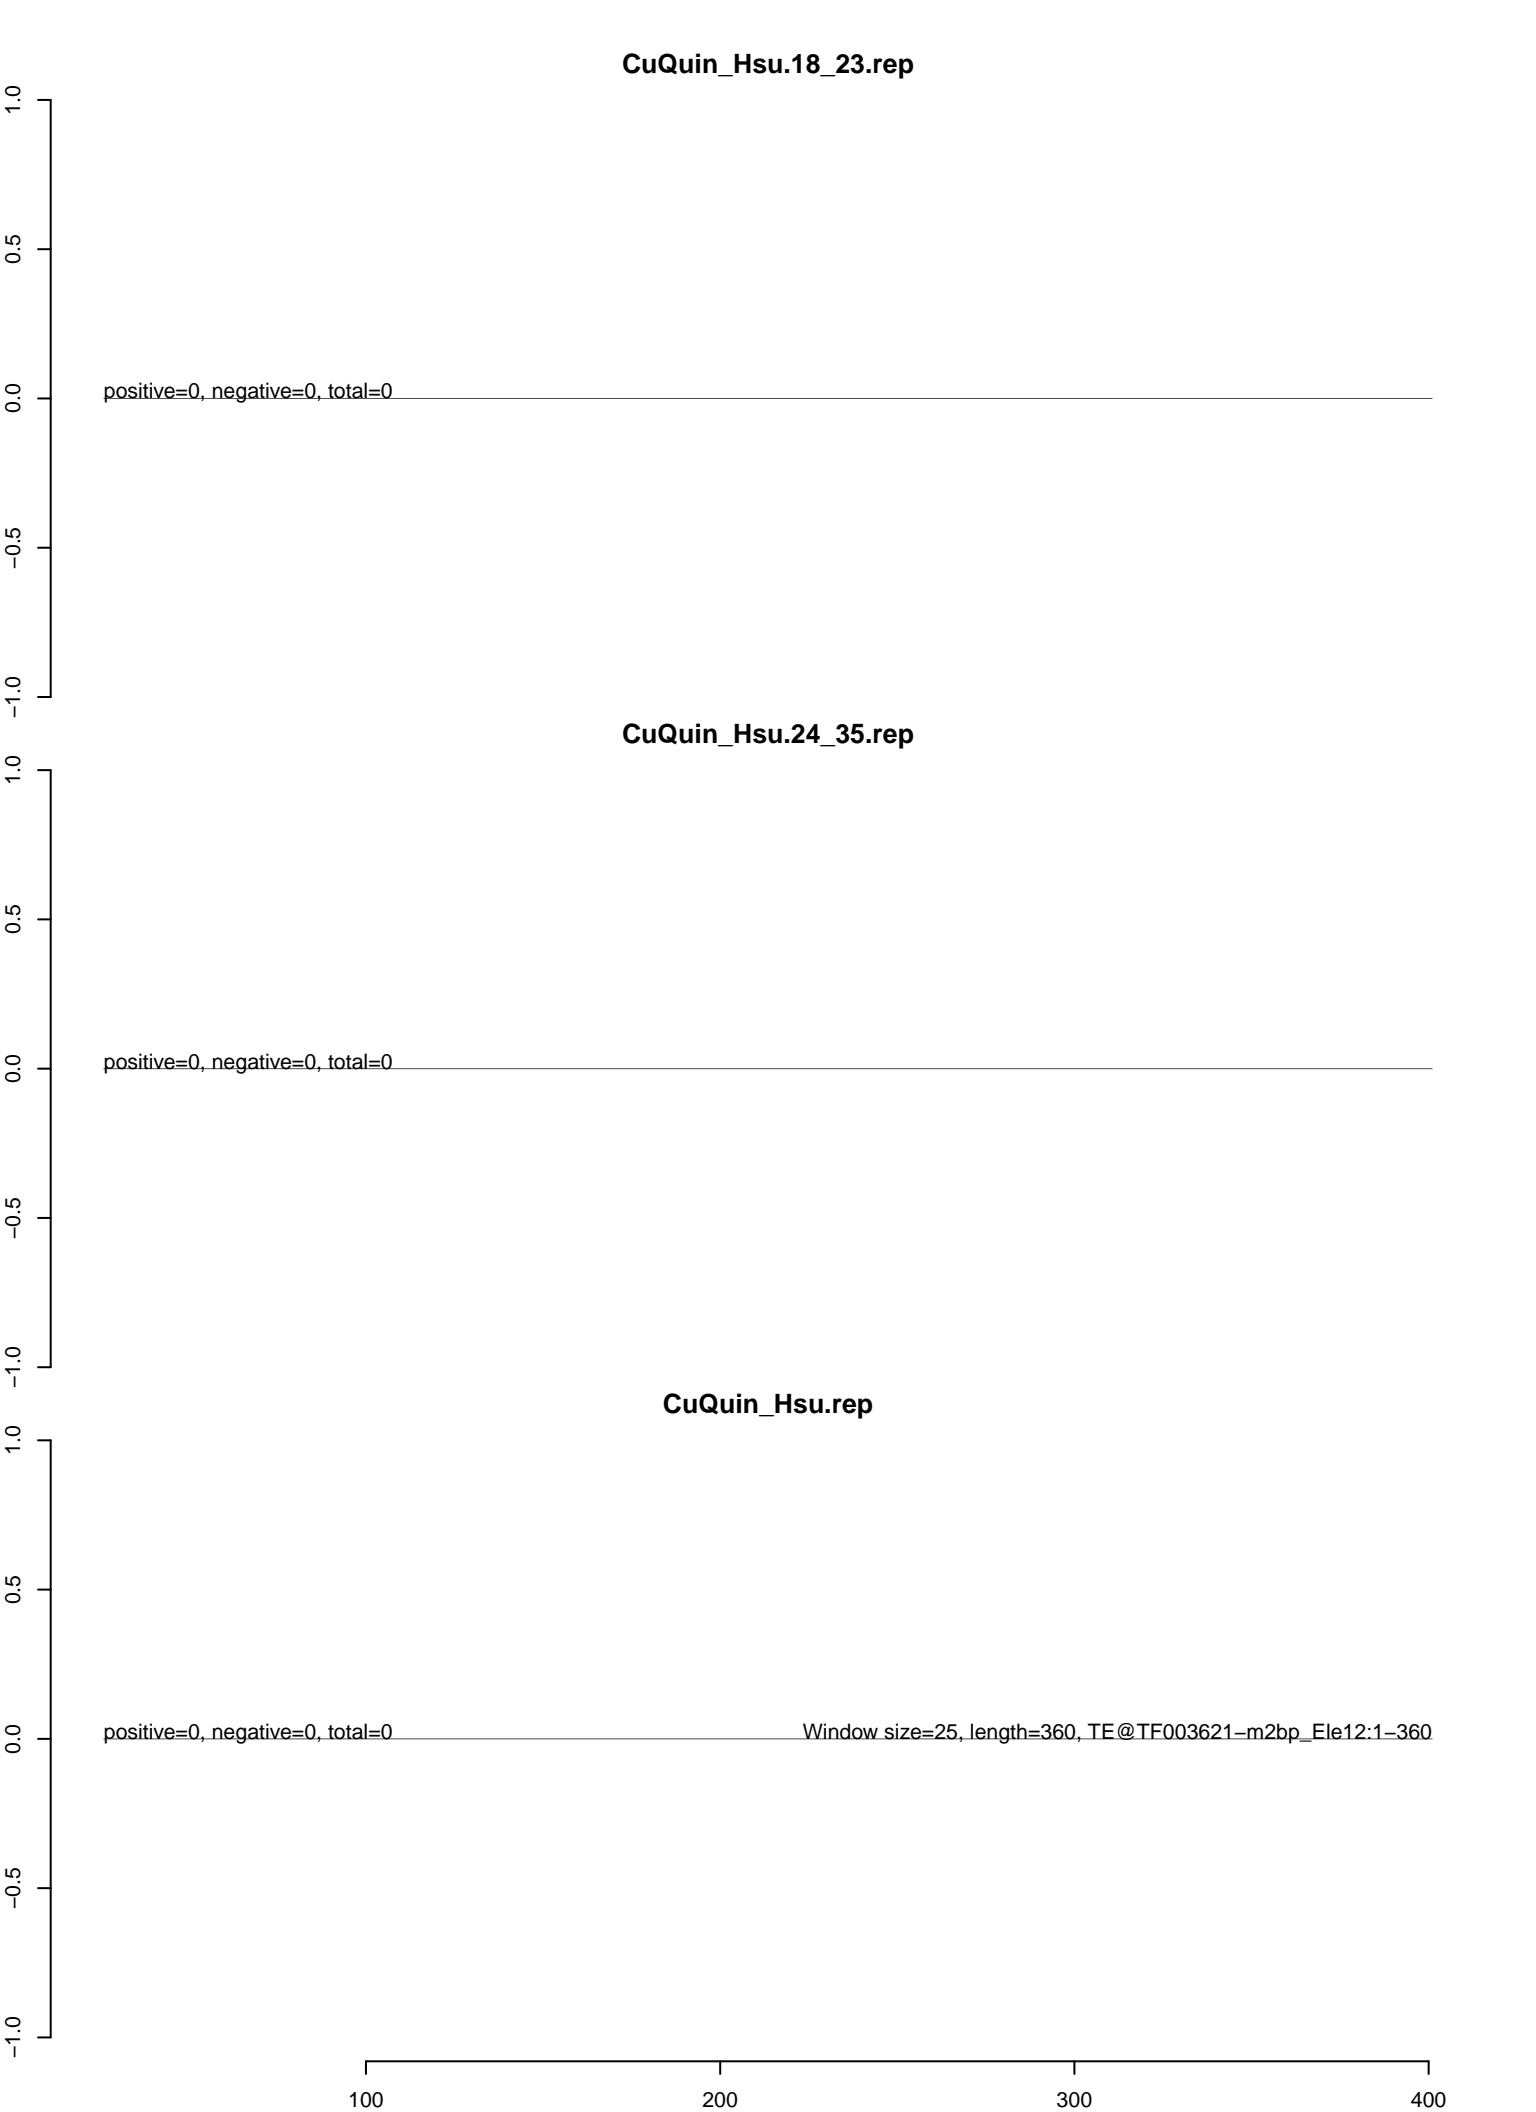 CuQuin_Hsu.18_23.rep
1.0
0.5
0.0
−0.5
−1.0
positive=0, negative=0, total=0
CuQuin_Hsu.24_35.rep
1.0
0.5
0.0
−0.5
−1.0
positive=0, negative=0, total=0
CuQuin_Hsu.rep
1.0
0.5
0.0
−0.5
−1.0
positive=0, negative=0, total=0
Window size=25, length=360, TE@TF003621−m2bp_Ele12:1−360
100 200 300 400